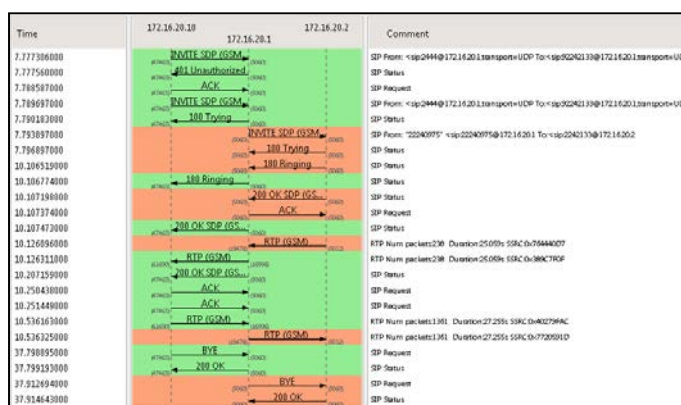 Time 172.16.20.10 172.16.20.1 172.16.20.2 Comment
7.777386000 INVITE SDP (GSM... SIP From: <sip:2444@172.16.20.1;transport=UDP To:<sip:92242133@172.16.20.1;transport=UD
7.777560000 401 Unauthorized SIP Status
7.788587000 ACK SIP Request
7.789697000 INVITE SDP (GSM... SIP From: <sip:2444@172.16.20.1;transport=UDP To:<sip:92242133@172.16.20.1;transport=UD
7.790183000 100 Trying SIP Status
7.793897000 INVITE SDP (GSM... SIP From: "22240975" <sip:22240975@172.16.20.1 To:<sip:2242133@172.16.20.2
7.796897000 100 Trying SIP Status
10.106519000 180 Ringing SIP Status
10.106774000 180 Ringing SIP Status
10.107198000 200 OK SDP (GS... SIP Status
10.107374000 ACK SIP Request
10.107473000 200 OK SDP (GS... SIP Status
10.126096000 RTP (GSM) RTP Num packets:238 Duration:25.059s
10.126311000 RTP (GSM) RTP Num packets:238 Duration:25.059s
10.207159000 200 OK SDP (GS... SIP Status
10.250438000 ACK SIP Request
10.251449000 ACK SIP Request
10.536163000 RTP (GSM) RTP Num packets:1361 Duration:27.255s
10.536325000 RTP (GSM) RTP Num packets:1361 Duration:27.255s
37.798895000 BYE SIP Request
37.799193000 200 OK SIP Status
37.912694000 BYE SIP Request
37.914643000 200 OK SIP Status